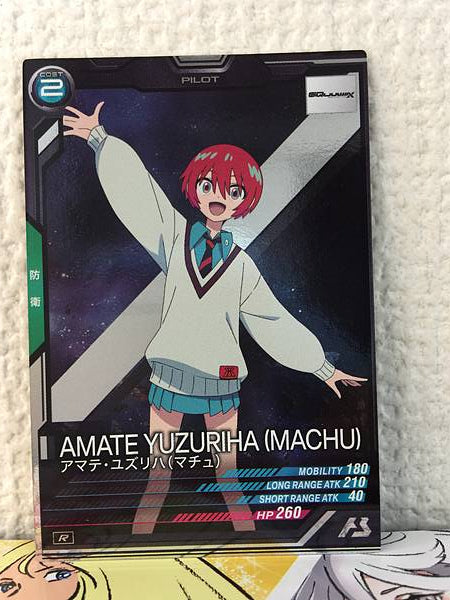 COST
2
PILOT
GQuuuuuuX
防衛
AMATE YUZURIHA (MACHU)
アマテ・ユズリハ(マチュ)
MOBILITY 180
LONG RANGE ATK 210
SHORT RANGE ATK 40
HP 260
R